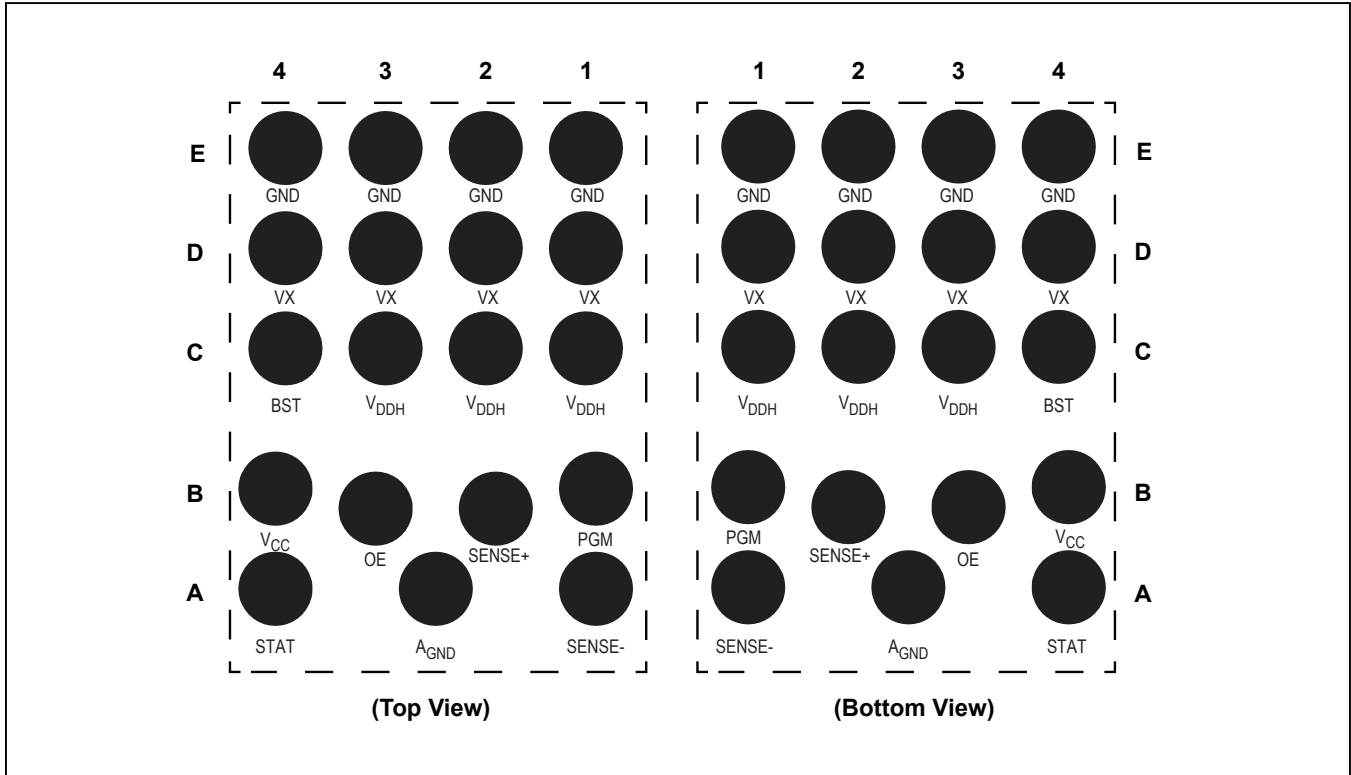 4 3 2 1 1 2 3 4
E E
GND GND GND GND GND GND GND GND
D D
VX VX VX VX VX VX VX VX
C C
BST VDDH VDDH VDDH VDDH VDDH VDDH BST
B B
VCC OE SENSE+ PGM PGM SENSE+ OE VCC
A A
STAT AGND SENSE- SENSE- AGND STAT
(Top View) (Bottom View)